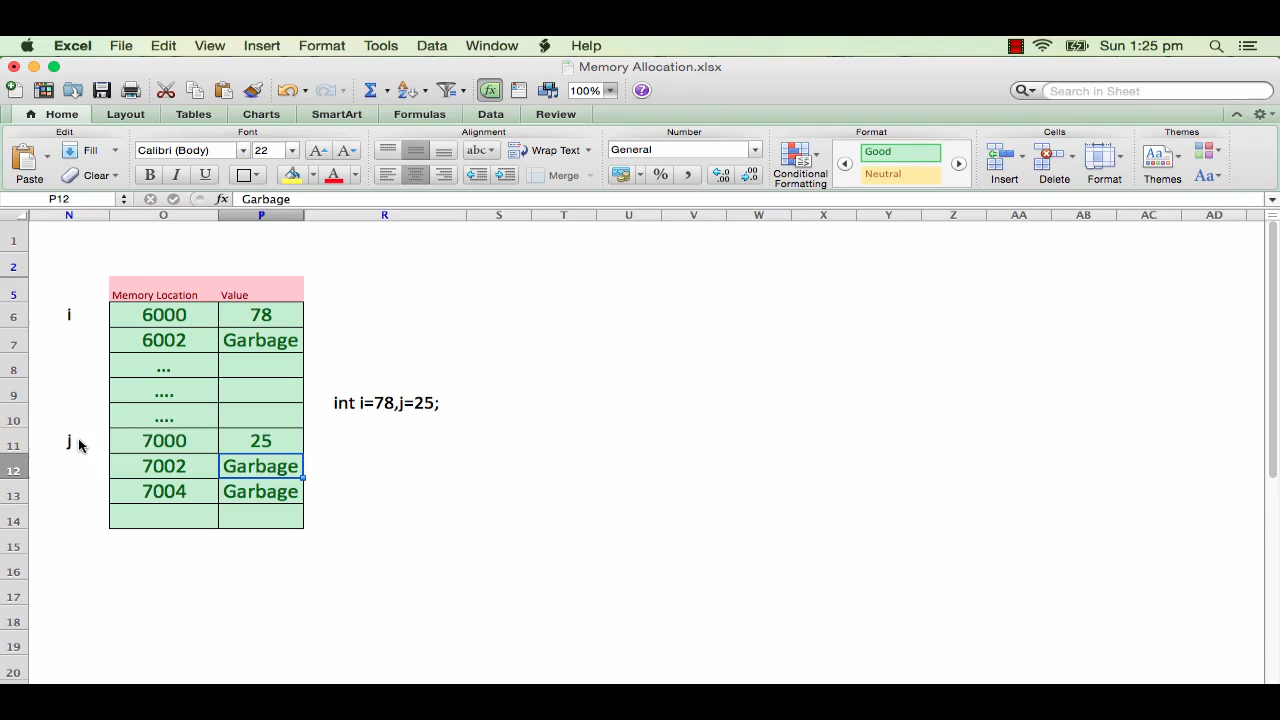 Excel File Edit View Insert Format Tools Data Window Help Sun 1:25 pm
Memory Allocation.xlsx
100% Search in Sheet
Home Layout Tables Charts SmartArt Formulas Data Review
Edit Font Alignment Number Format Cells Themes
Fill Calibri (Body) 22 abc Wrap Text General Good
Paste Clear B I U Merge % Neutral Conditional Formatting Insert Delete Format Themes Aa
P12 fx Garbage
N O P R S T U V W X Y Z AA AB AC AD
1
2
5 Memory Location Value
6 i 6000 78
7 6002 Garbage
8 ...
9 ....
int i=78,j=25;
10 ....
11 j 7000 25
12 7002 Garbage
13 7004 Garbage
14
15
16
17
18
19
20